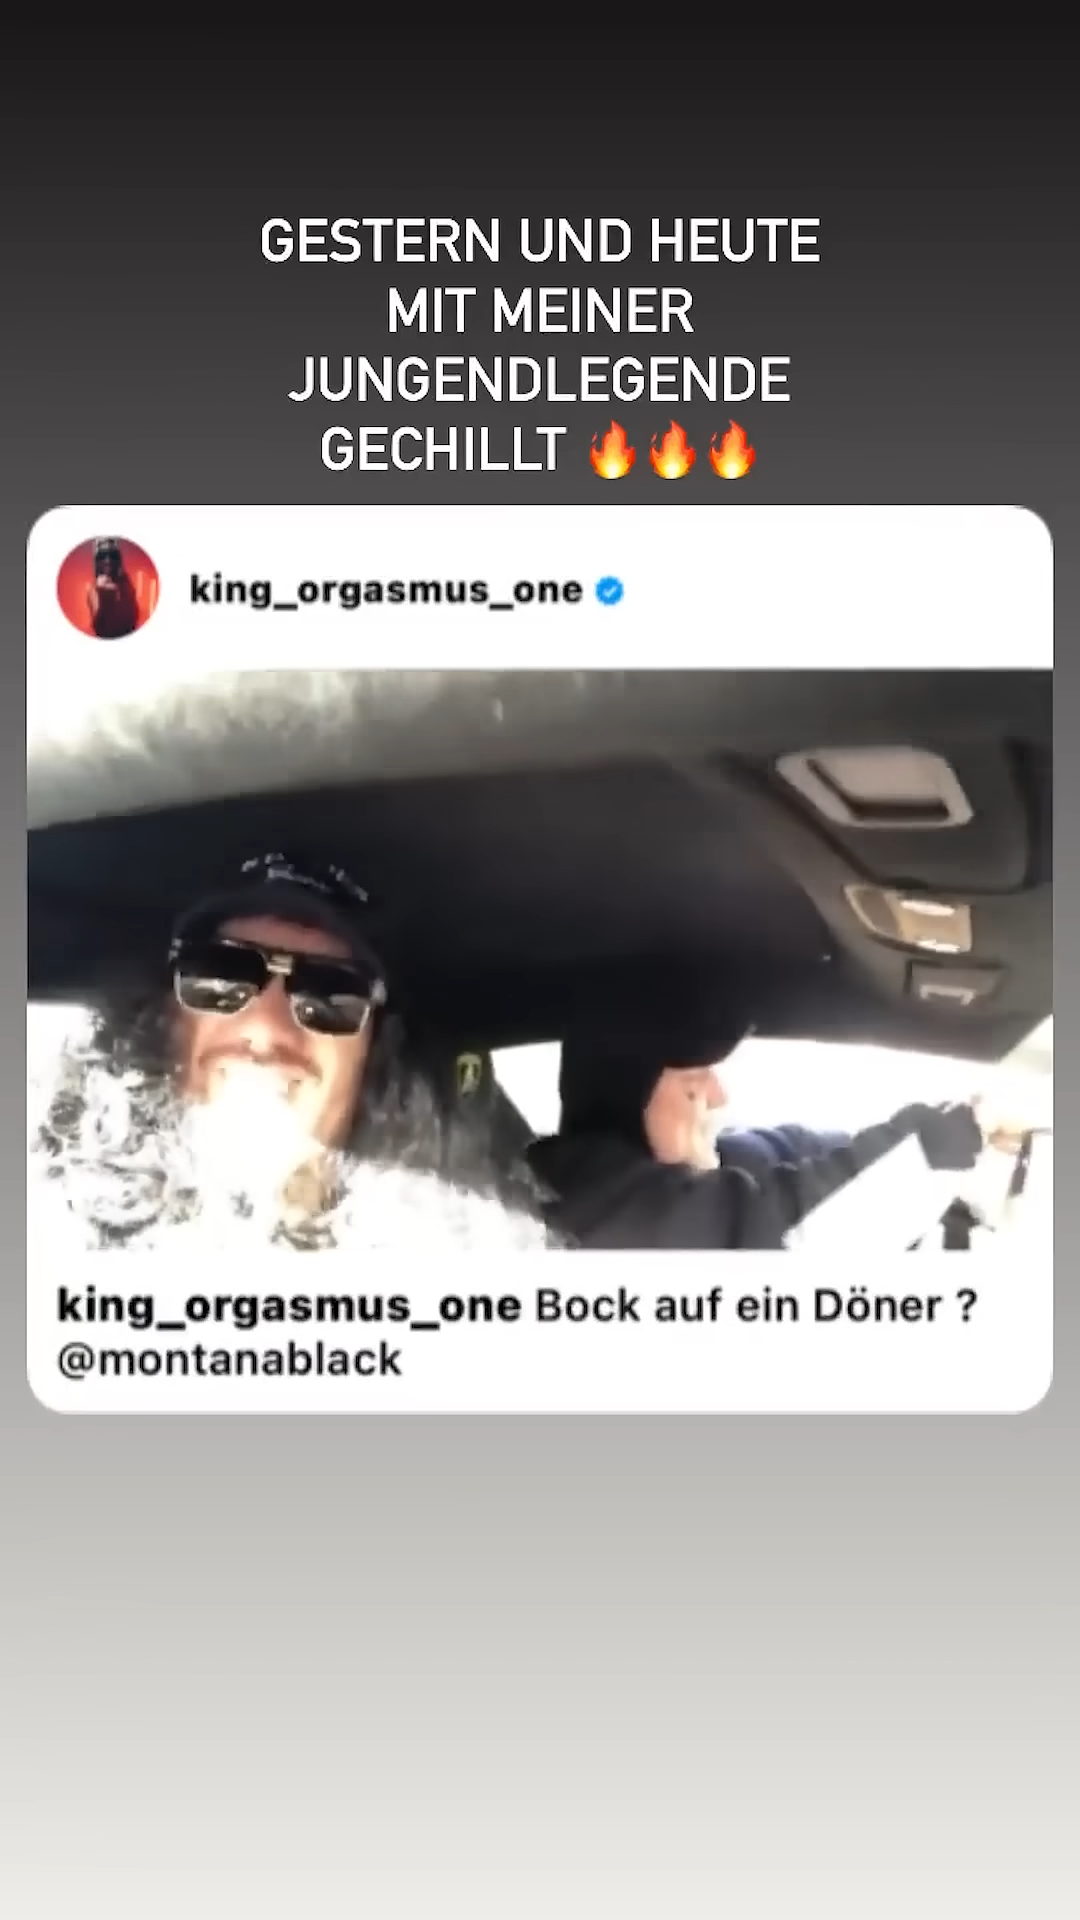 GESTERN UND HEUTE
MIT MEINER
JUNGENDLEGENDE
GECHILLT 🔥🔥🔥
king_orgasmus_one
king_orgasmus_one Bock auf ein Döner ?
@montanablack